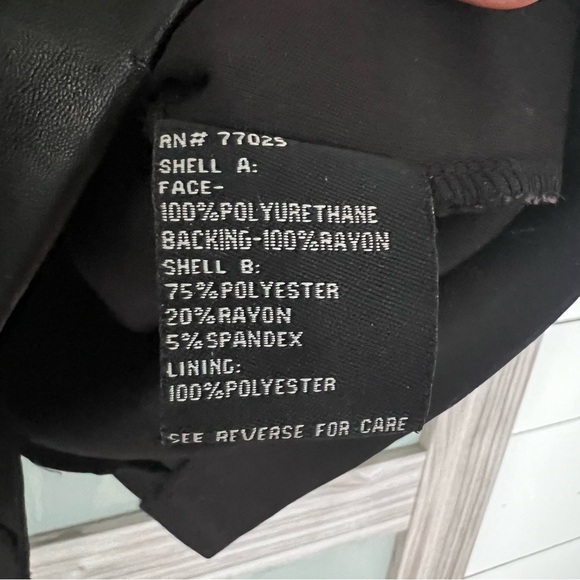 RN# 77025
SHELL A:
FACE-
100%POLYURETHANE
BACKING-100%RAYON
SHELL B:
75%POLYESTER
20%RAYON
5%SPANDEX
LINING:
100%POLYESTER
SEE REVERSE FOR CARE